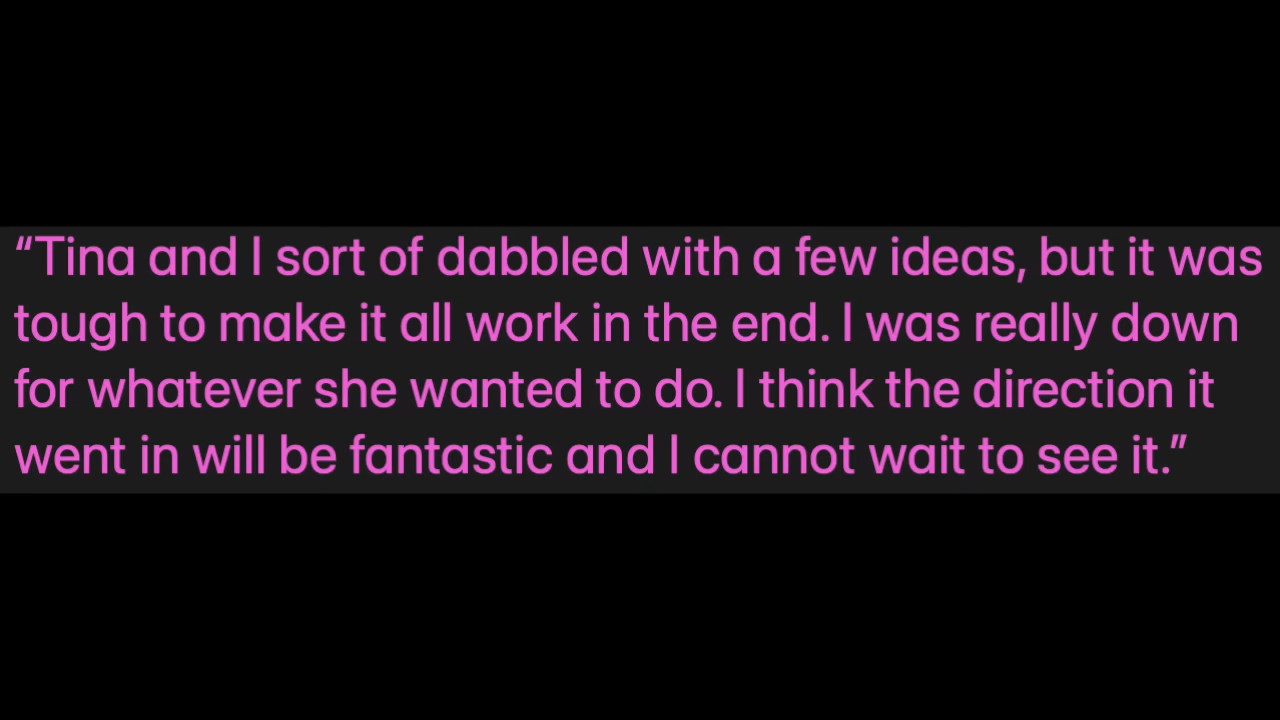 “Tina and I sort of dabbled with a few ideas, but it was
tough to make it all work in the end. I was really down
for whatever she wanted to do. I think the direction it
went in will be fantastic and I cannot wait to see it.”